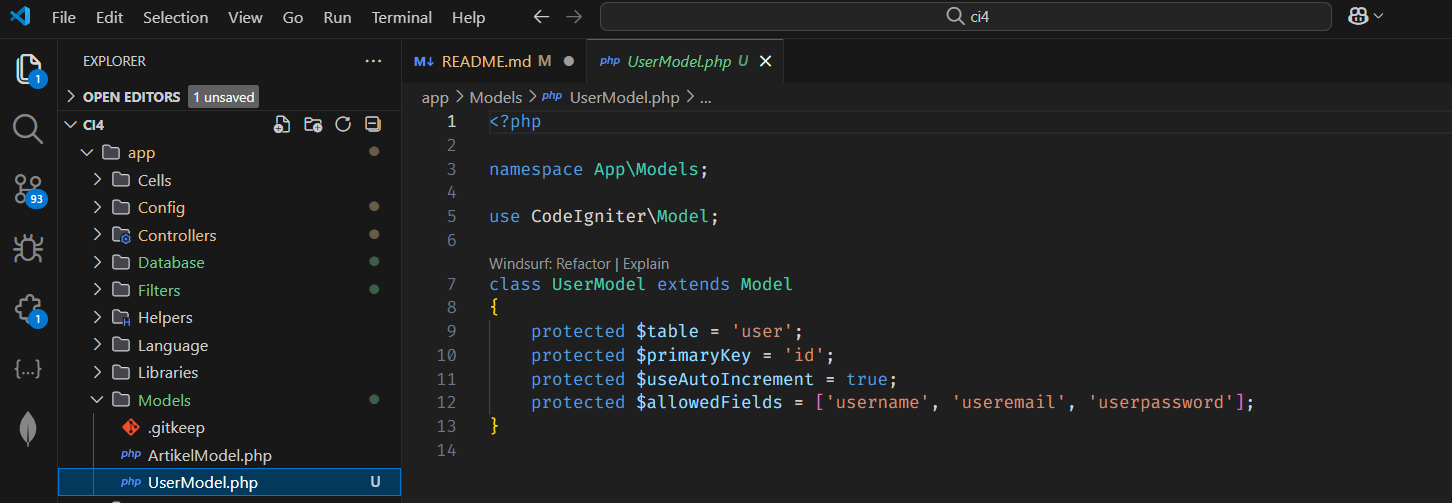 File Edit Selection View Go Run Terminal Help ← → ci4
EXPLORER ...
OPEN EDITORS 1 unsaved
CI4
app
Cells
Config
Controllers
Database
Filters
Helpers
Language
Libraries
Models
.gitkeep
php ArtikelModel.php
php UserModel.php U
1
93
1
{...}
M↓ README.md M ● php UserModel.php U ×
app > Models > php UserModel.php > ...
1 <?php
2
3 namespace App\Models;
4
5 use CodeIgniter\Model;
6
Windsurf: Refactor | Explain
7 class UserModel extends Model
8 {
9 protected $table = 'user';
10 protected $primaryKey = 'id';
11 protected $useAutoIncrement = true;
12 protected $allowedFields = ['username', 'useremail', 'userpassword'];
13 }
14